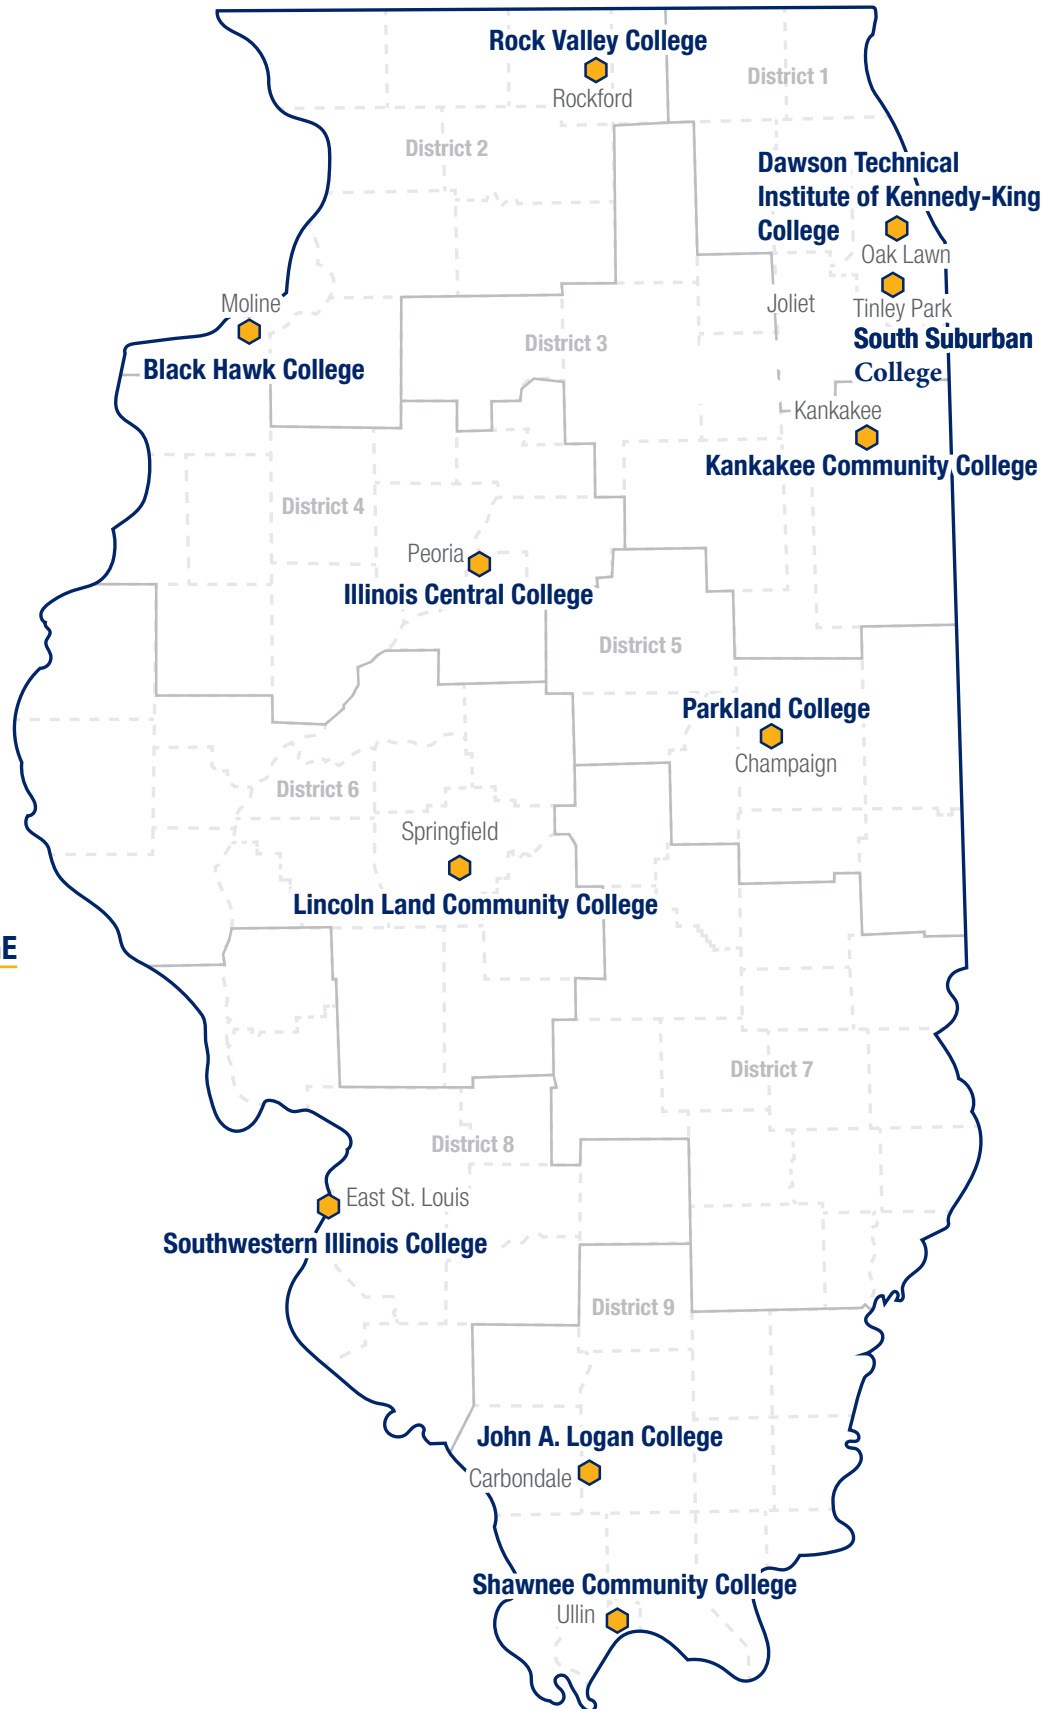 Rock Valley College
Rockford
District 1
District 2
Dawson Technical
Institute of Kennedy-King
College
Oak Lawn
Moline
Joliet
Tinley Park
South Suburban
College
District 3
Black Hawk College
Kankakee
Kankakee Community College
District 4
Peoria
Illinois Central College
District 5
Parkland College
Champaign
District 6
Springfield
Lincoln Land Community College
E
District 7
District 8
East St. Louis
Southwestern Illinois College
District 9
John A. Logan College
Carbondale
Shawnee Community College
Ullin